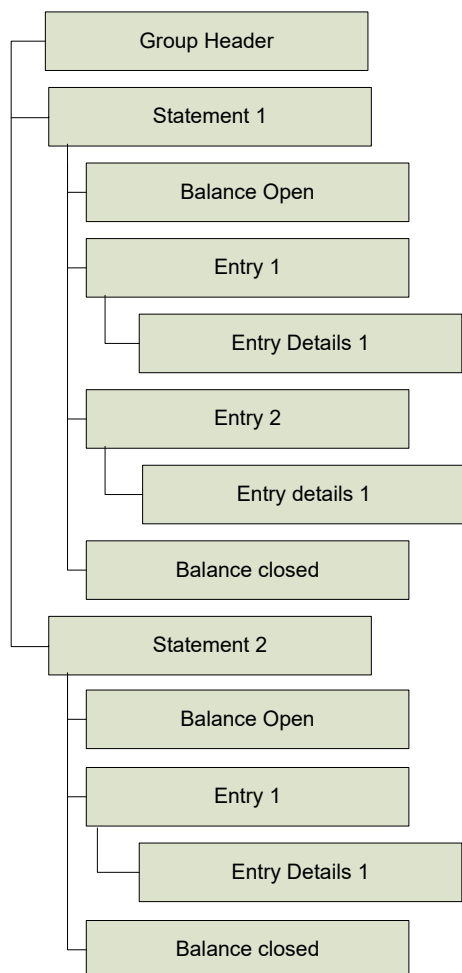 Group Header
Statement 1
Balance Open
Entry 1
Entry Details 1
Entry 2
Entry details 1
Balance closed
Statement 2
Balance Open
Entry 1
Entry Details 1
Balance closed